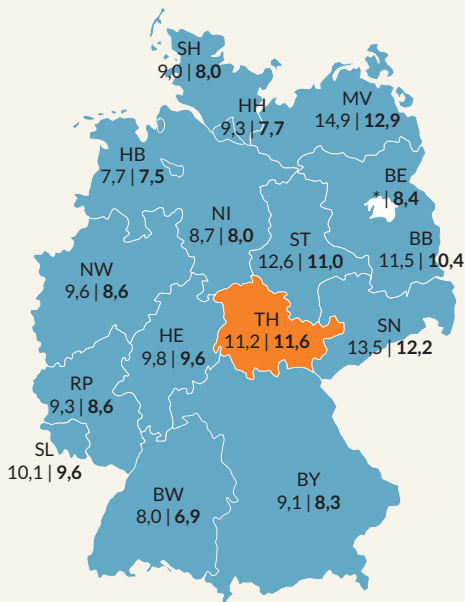 SH
9,0 | 8,0
HH
9,3 | 7,7
MV
14,9 | 12,9
HB
7,7 | 7,5
BE
* | 8,4
NI
8,7 | 8,0
ST
12,6 | 11,0
BB
11,5 | 10,4
NW
9,6 | 8,6
HE
9,8 | 9,6
TH
11,2 | 11,6
SN
13,5 | 12,2
RP
9,3 | 8,6
SL
10,1 | 9,6
BW
8,0 | 6,9
BY
9,1 | 8,3